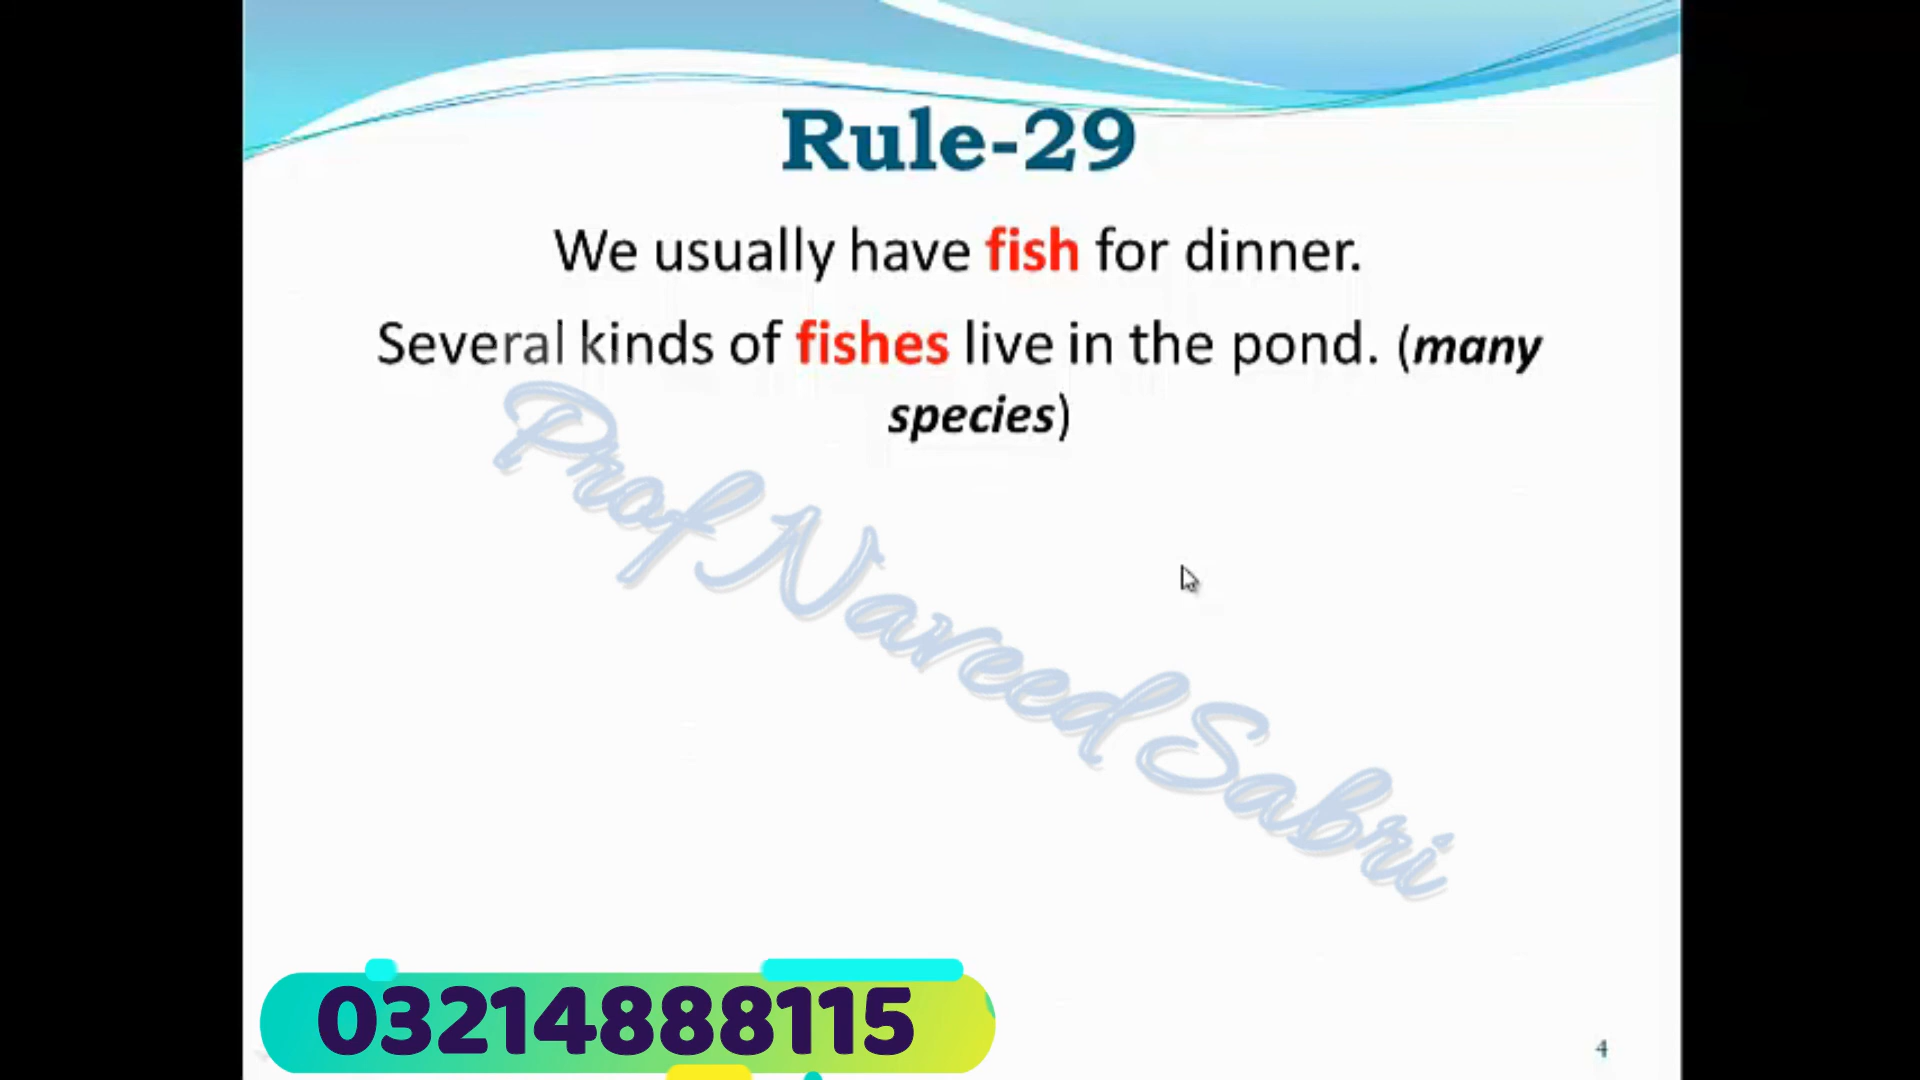 Rule-29
We usually have fish for dinner.
Several kinds of fishes live in the pond. (many
species)
Prof Naveed Sabri
03214888115
4